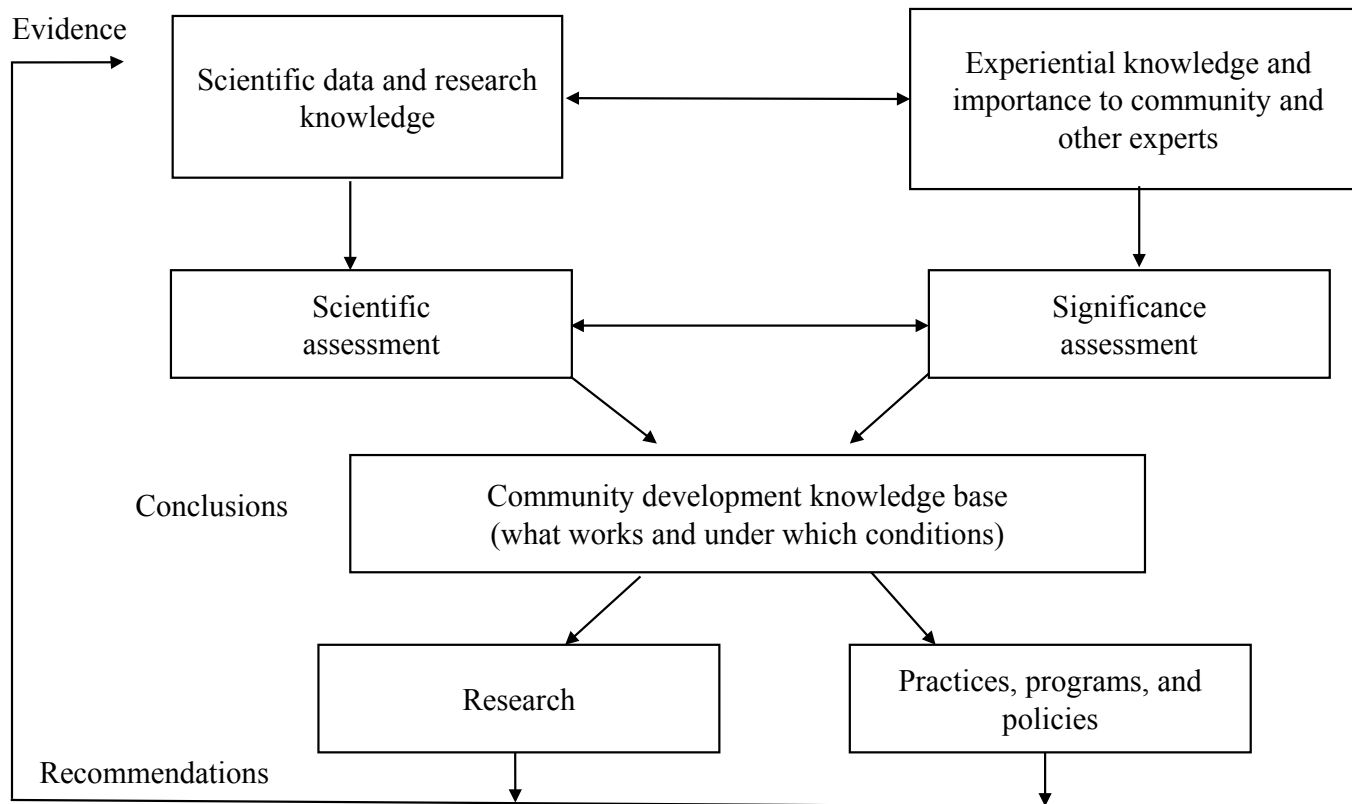 Evidence
Scientific data and research
knowledge
Experiential knowledge and
importance to community and
other experts
Scientific
assessment
Significance
assessment
Conclusions
Community development knowledge base
(what works and under which conditions)
Research
Practices, programs, and
policies
Recommendations